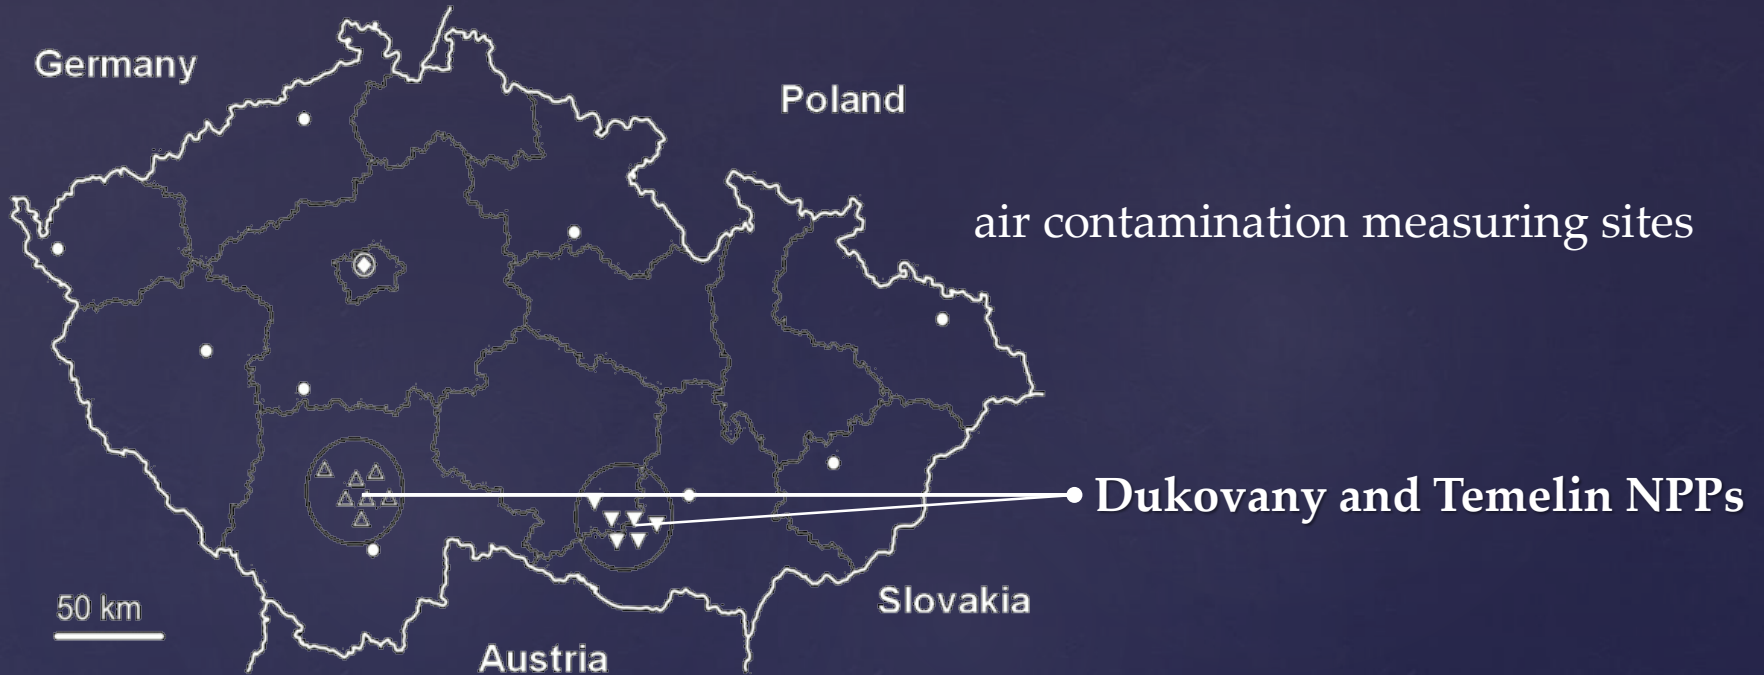 Germany
Poland
air contamination measuring sites
Dukovany and Temelin NPPs
Slovakia
50 km
Austria